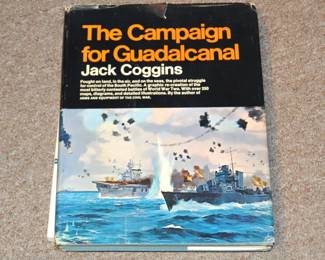 The Campaign
for Guadalcanal
Jack Coggins
Fought on land, in the air, and on the seas, the pivotal struggle
for control of the South Pacific. A graphic re-creation of the
most bitterly contested battles of World War Two. With over 250
maps, diagrams, and detailed illustrations. By the author of
ARMS AND EQUIPMENT OF THE CIVIL WAR.